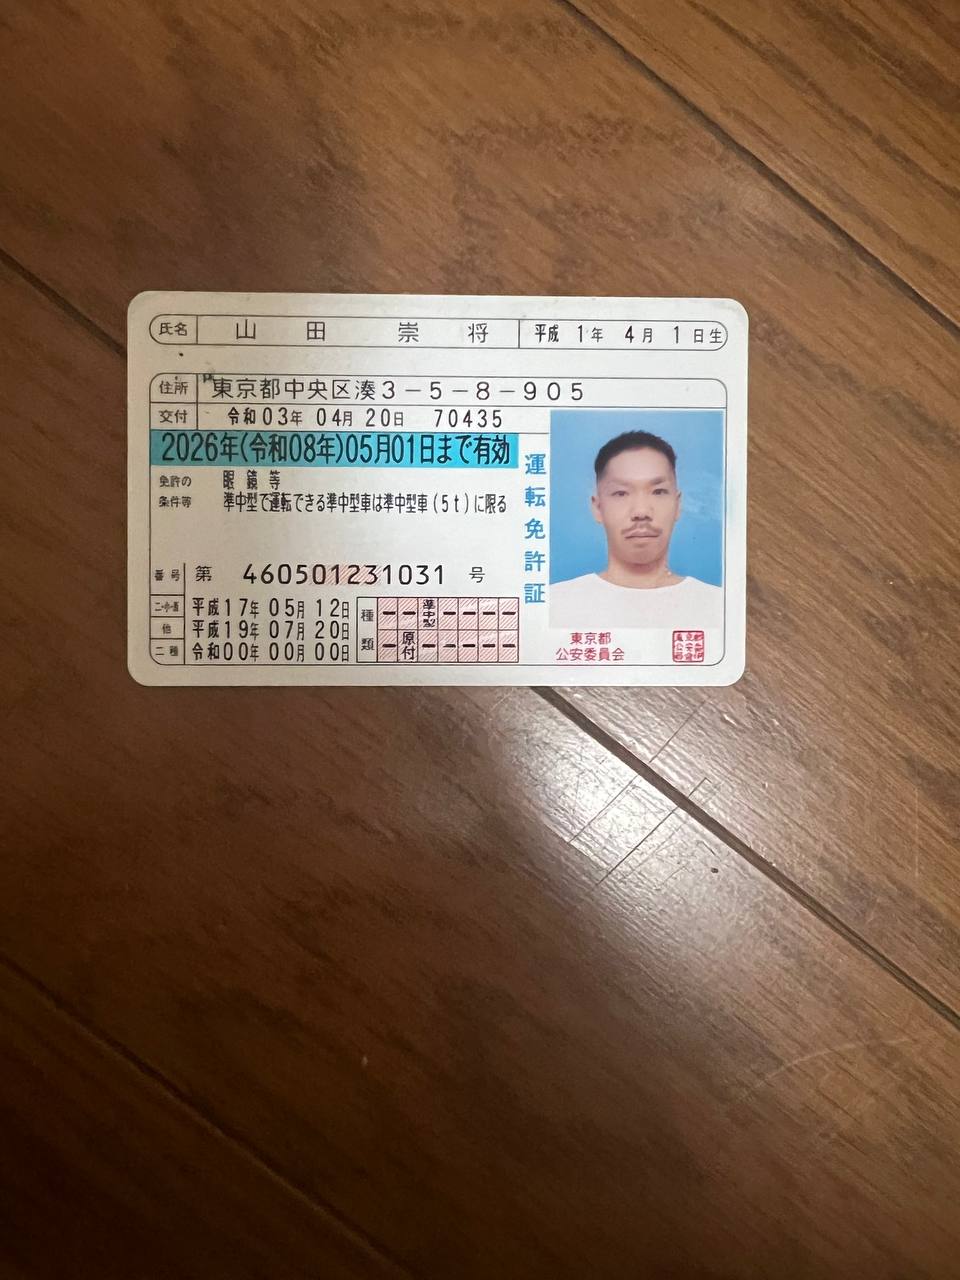 氏名 山田 崇将 平成 1年 4月 1日生
住所 東京都中央区湊3-5-8-905
交付 令和03年 04月 20日 70435
2026年(令和08年)05月01日まで有効
免許の条件等 眼鏡等
準中型で運転できる準中型車は準中型車(5t)に限る
運転免許証
番号 第 460501231031 号
二・小・原 平成17年 05月 12日
他 平成19年 07月 20日
二種 令和00年 00月 00日
種類 準中型 原付
東京都
公安委員会